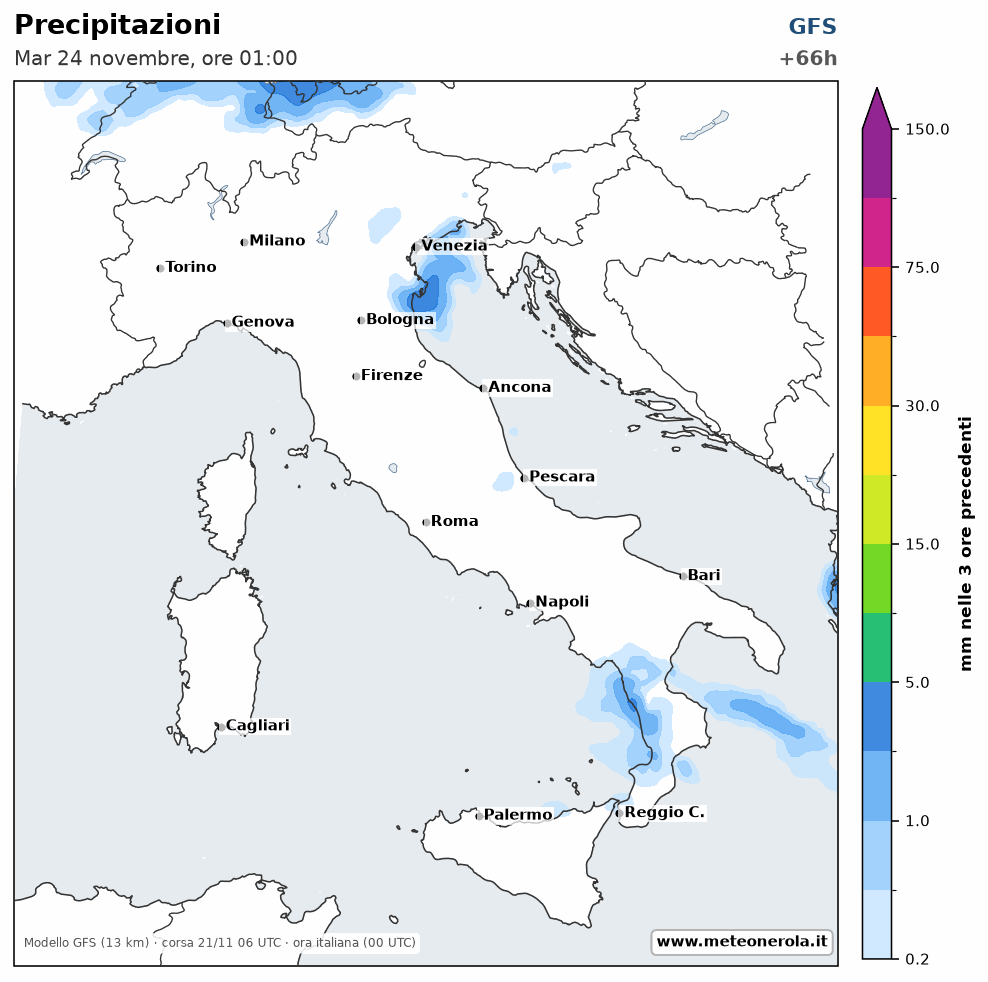 Precipitazioni
GFS
Mar 24 novembre, ore 01:00
+66h
150.0
75.0
30.0
15.0
5.0
1.0
0.2
mm nelle 3 ore precedenti
Venezia
Milano
Torino
Bologna
Genova
Firenze
Ancona
Pescara
Roma
Bari
Napoli
Cagliari
Palermo
Reggio C.
Modello GFS (13 km) · corsa 21/11 06 UTC · ora italiana (00 UTC)
www.meteonerola.it